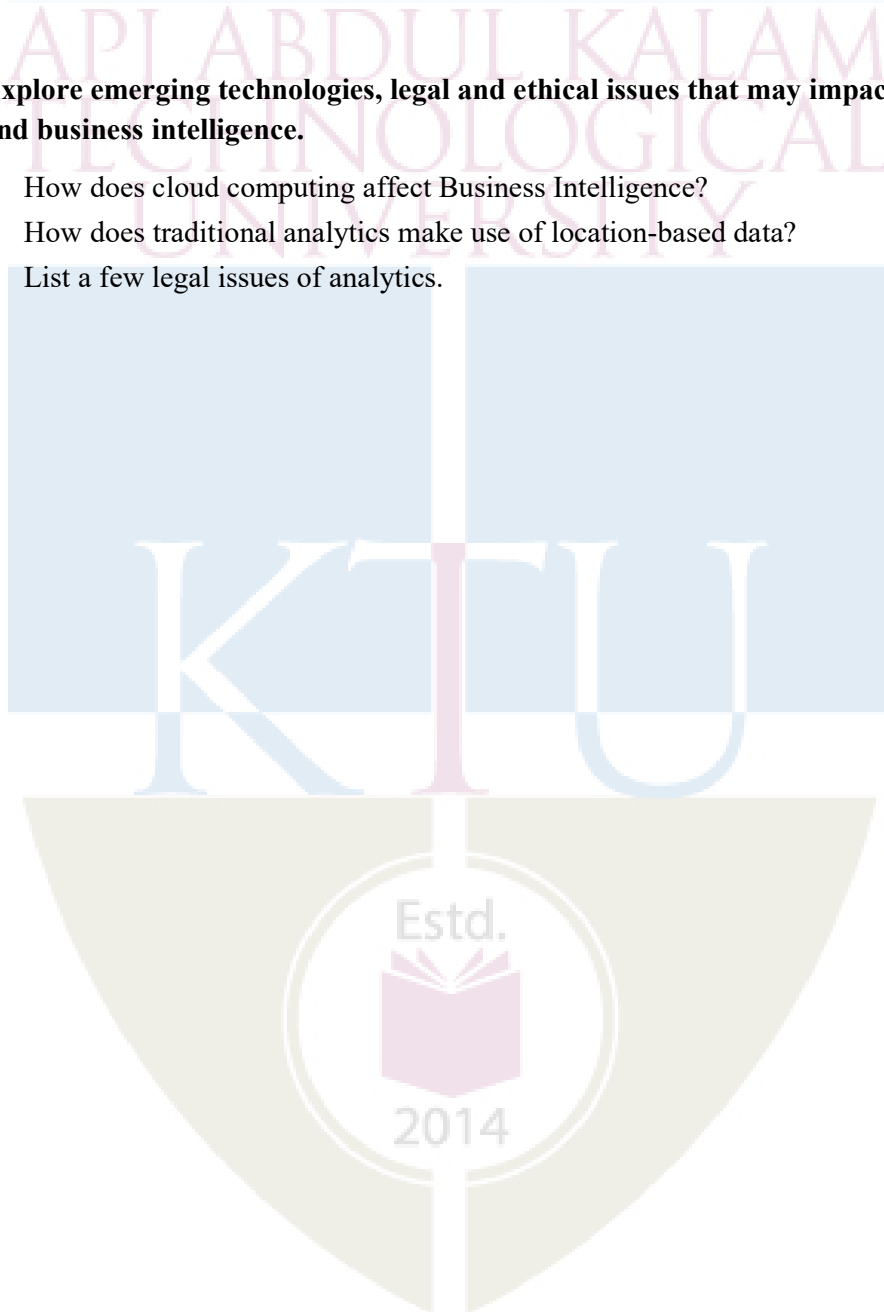 API ABDUL KALAM
TECHNOLOGICAL
UNIVERSITY
xplore emerging technologies, legal and ethical issues that may impac
nd business intelligence.
How does cloud computing affect Business Intelligence?
How does traditional analytics make use of location-based data?
List a few legal issues of analytics.
KTU
Estd.
2014